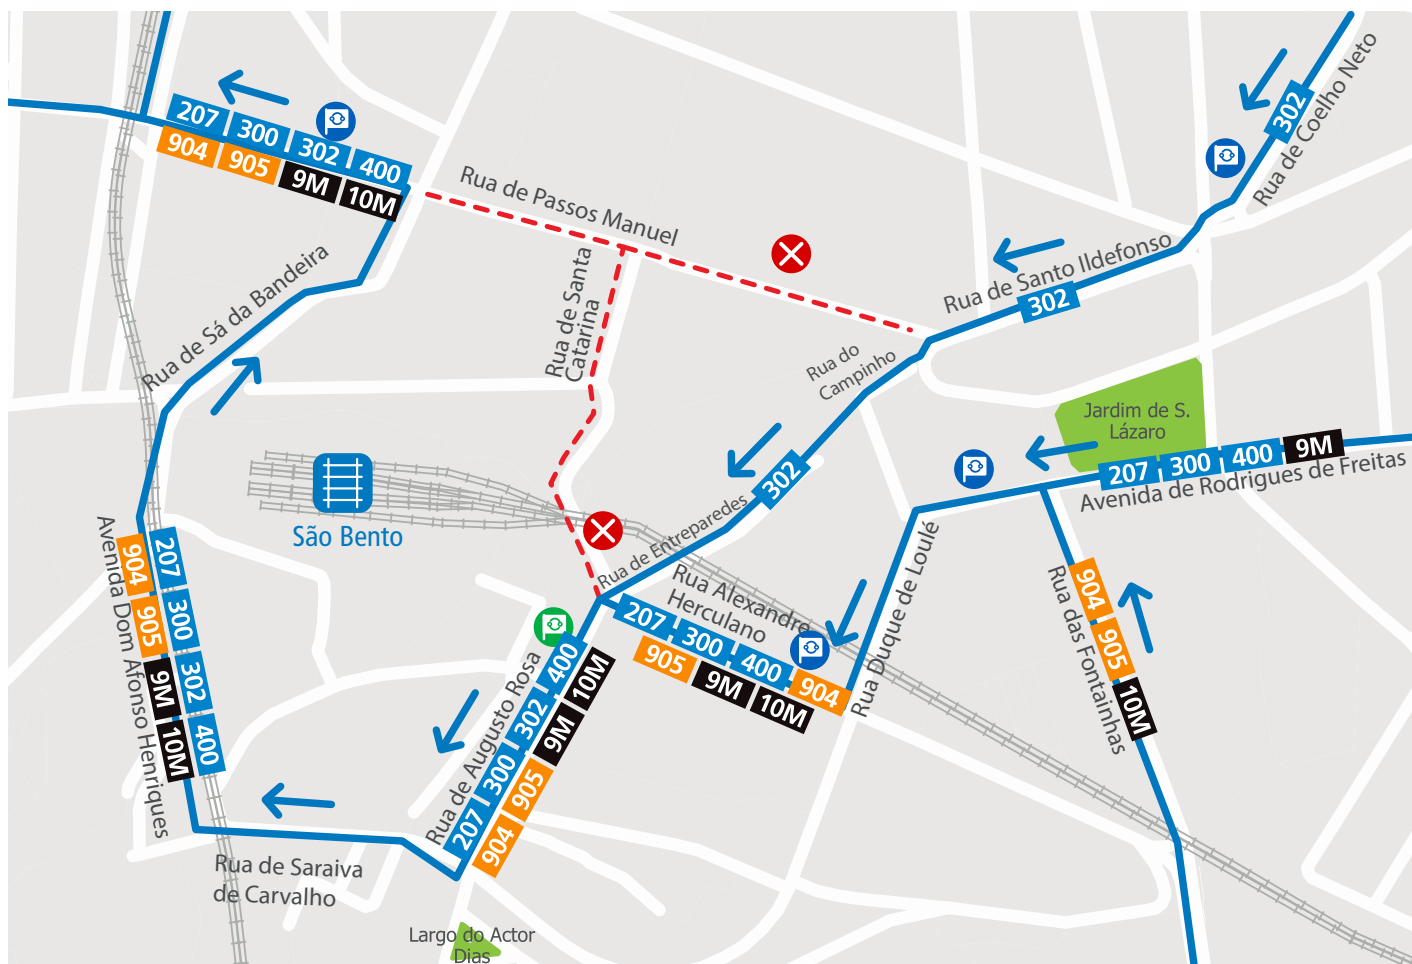 207 300 302 400
904 905 9M 10M
Rua de Passos Manuel
302
Rua de Coelho Neto
Rua de Santo Ildefonso
302
Rua de Sá da Bandeira
Rua de Santa
Catarina
Rua do
Campinho
Jardim de S.
Lázaro
207 300 400 9M
Avenida de Rodrigues de Freitas
302
Rua de Entreparedes
São Bento
Avenida Dom Afonso Henriques
207 300 302 400
904 905 9M 10M
Rua Alexandre
Herculano
207 300 400 904
905 9M 10M
Rua Duque de Loulé
904 905 10M
Rua das Fontainhas
Rua de Augusto Rosa
207 300 302 400
904 905 9M 10M
Rua de Saraiva
de Carvalho
Largo do Actor
Dias